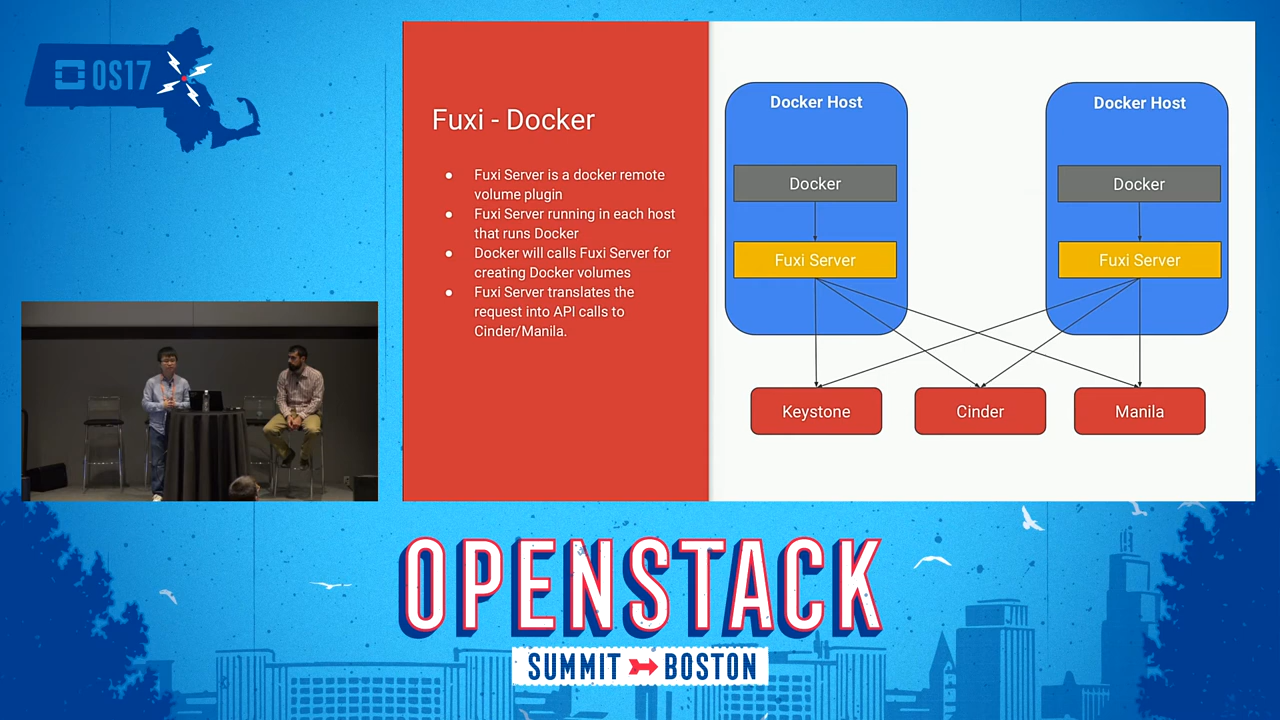 OS17
Fuxi - Docker
● Fuxi Server is a docker remote
volume plugin
● Fuxi Server running in each host
that runs Docker
● Docker will calls Fuxi Server for
creating Docker volumes
● Fuxi Server translates the
request into API calls to
Cinder/Manila.
Docker Host
Docker
Fuxi Server
Docker Host
Docker
Fuxi Server
Keystone
Cinder
Manila
OPENSTACK
SUMMIT BOSTON